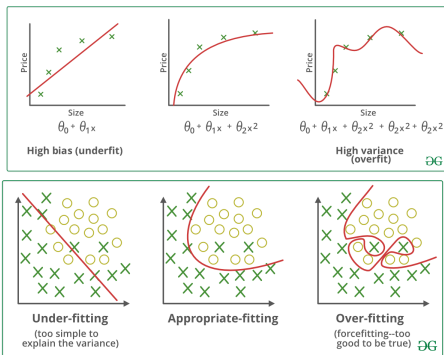 Price
Price
Price
Size
Size
Size
θ0 + θ1x
θ0 + θ1x + θ2x2
θ0 + θ1x + θ2x2 + θ2x2 + θ2x2
High bias (underfit)
High variance
(overfit)
Under-fitting
(too simple to
explain the variance)
Appropriate-fitting
Over-fitting
(forcefitting--too
good to be true)